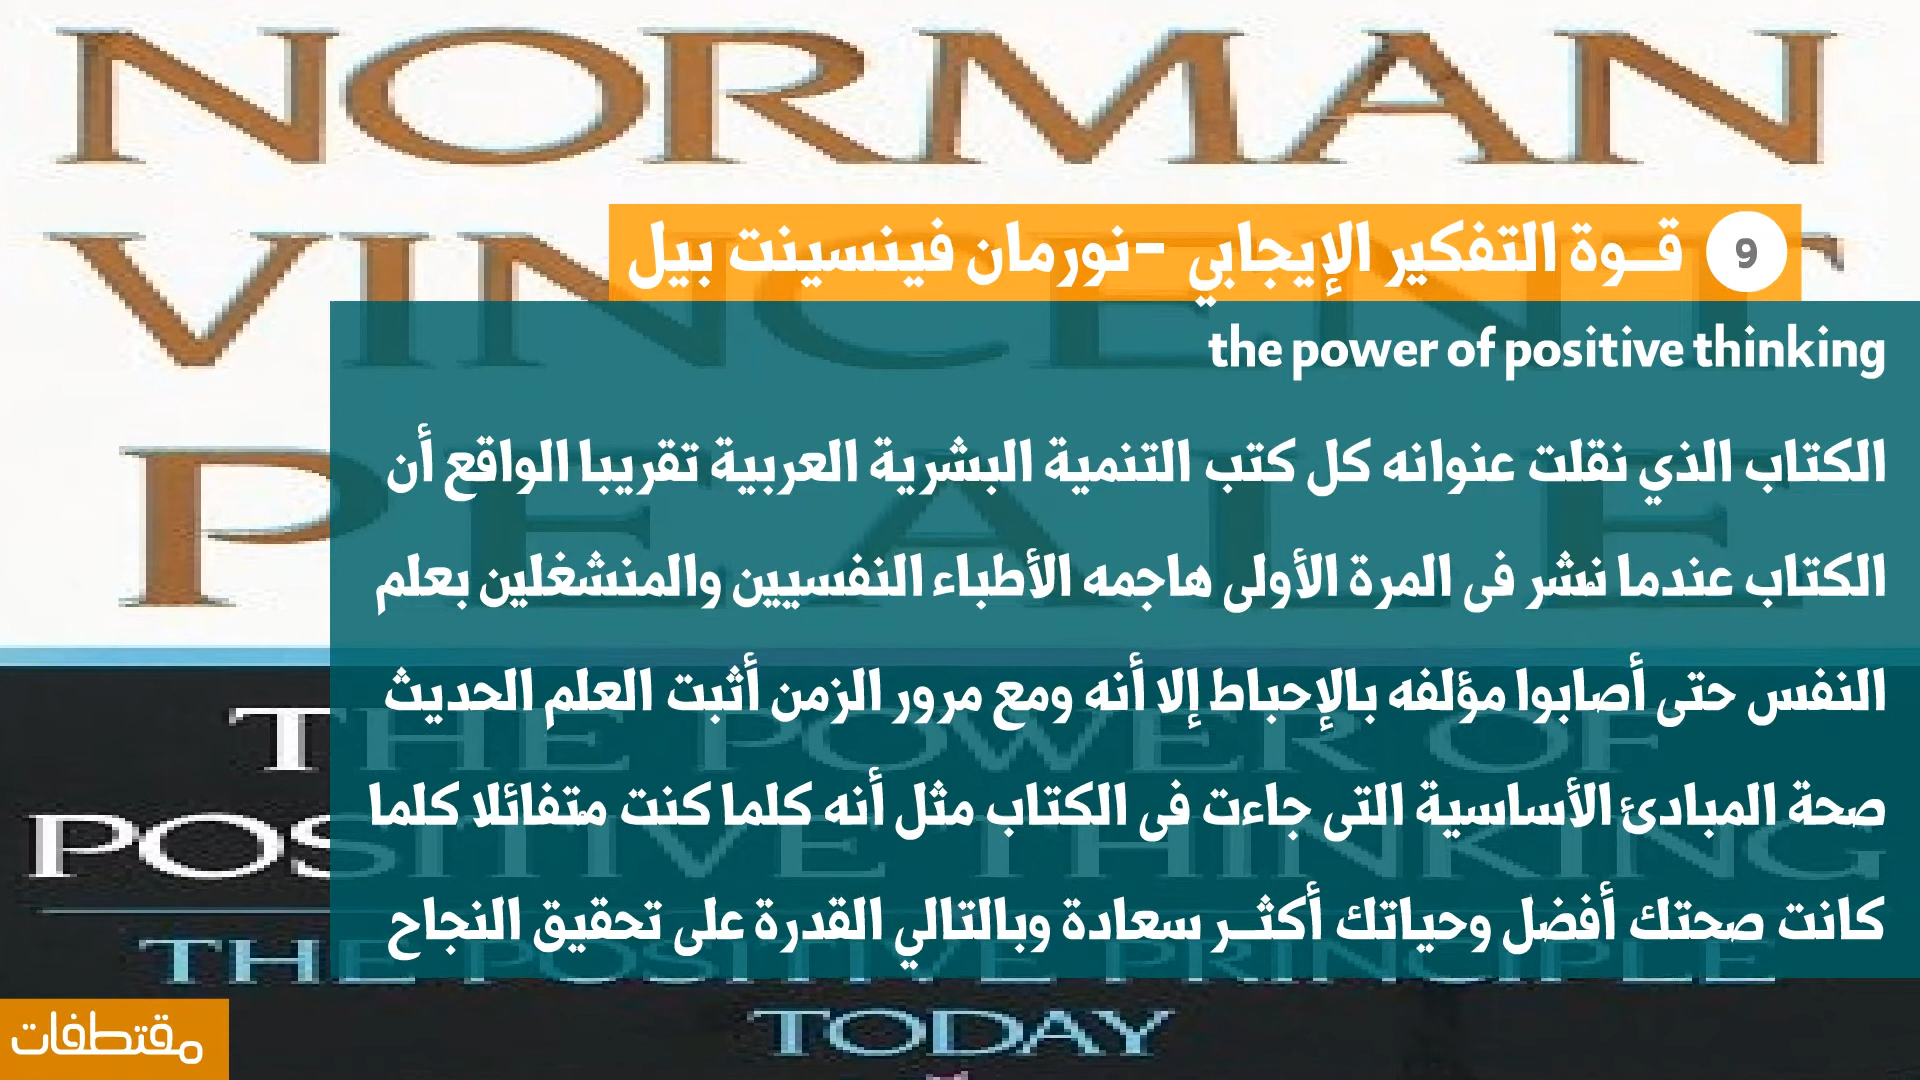 NORMAN
VINCENT
PEALE
9 قـوة التفكير الإيجابي -نورمان فينسينت بيل
the power of positive thinking
الكتاب الذي نقلت عنوانه كل كتب التنمية البشرية العربية تقريبا الواقع أن
الكتاب عندما نُشر فى المرة الأولى هاجمه الأطباء النفسيين والمنشغلين بعلم
النفس حتى أصابوا مؤلفه بالإحباط إلا أنه ومع مرور الزمن أثبت العلم الحديث
صحة المبادئ الأساسية التى جاءت فى الكتاب مثل أنه كلما كنت متفائلا كلما
كانت صحتك أفضل وحياتك أكثـر سعادة وبالتالي القدرة على تحقيق النجاح
THE POWER OF
POSITIVE THINKING
THE POSITIVE PRINCIPLE
TODAY
مقتطفات